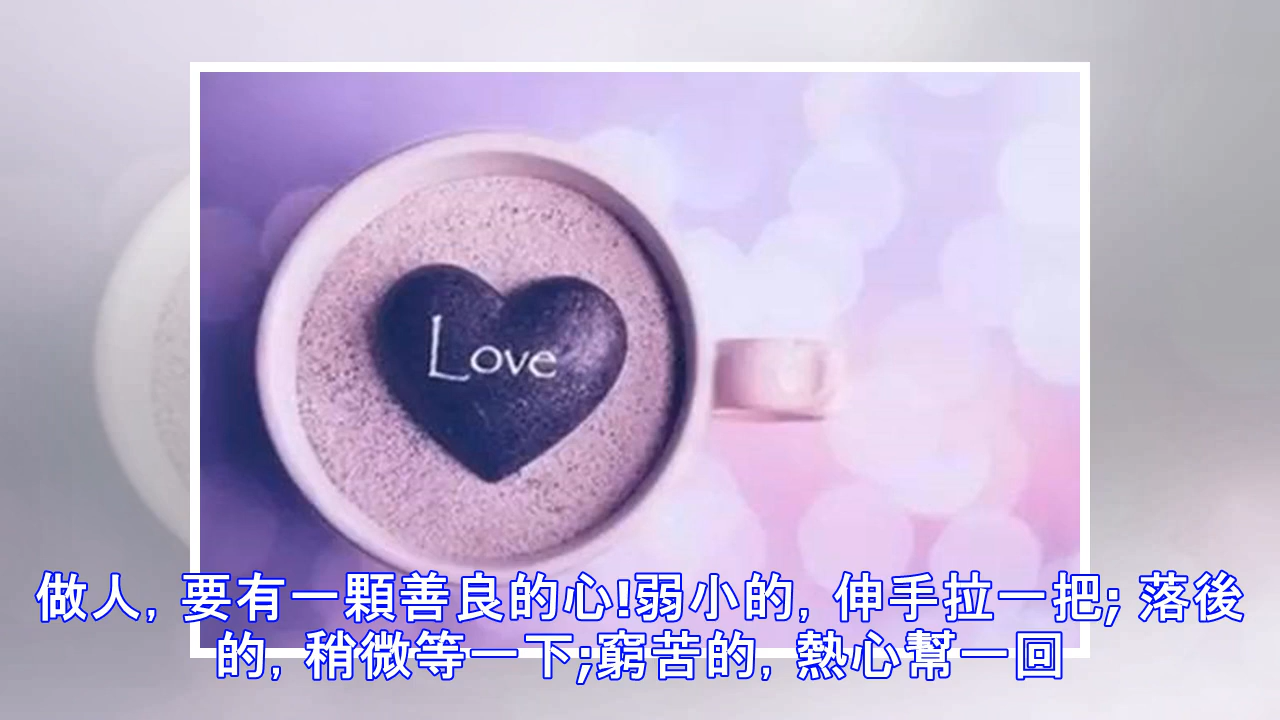 Love
做人, 要有一顆善良的心!弱小的, 伸手拉一把; 落後
的, 稍微等一下;窮苦的, 熱心幫一回